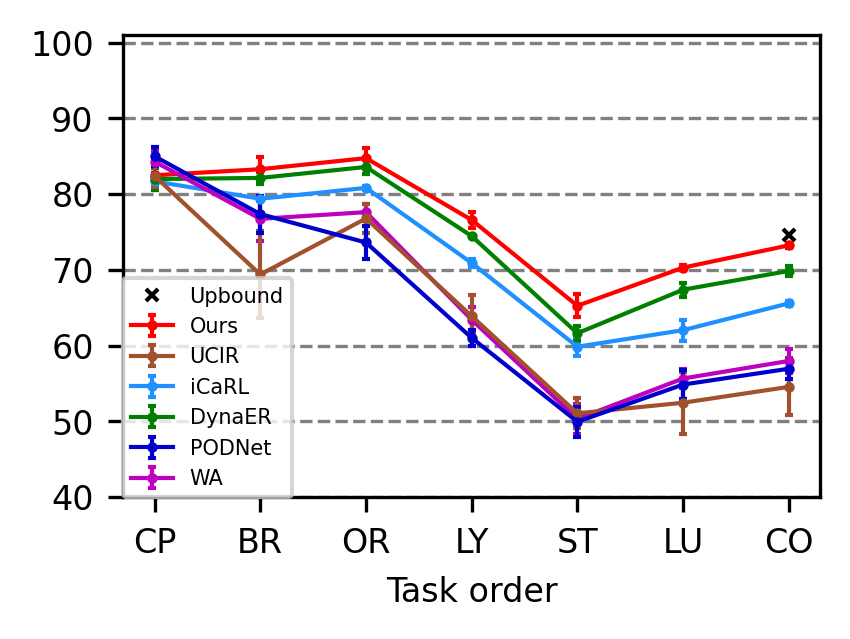 100
90
80
70
60
50
40
Upbound
Ours
UCIR
iCaRL
DynaER
PODNet
WA
CP BR OR LY ST LU CO
Task order